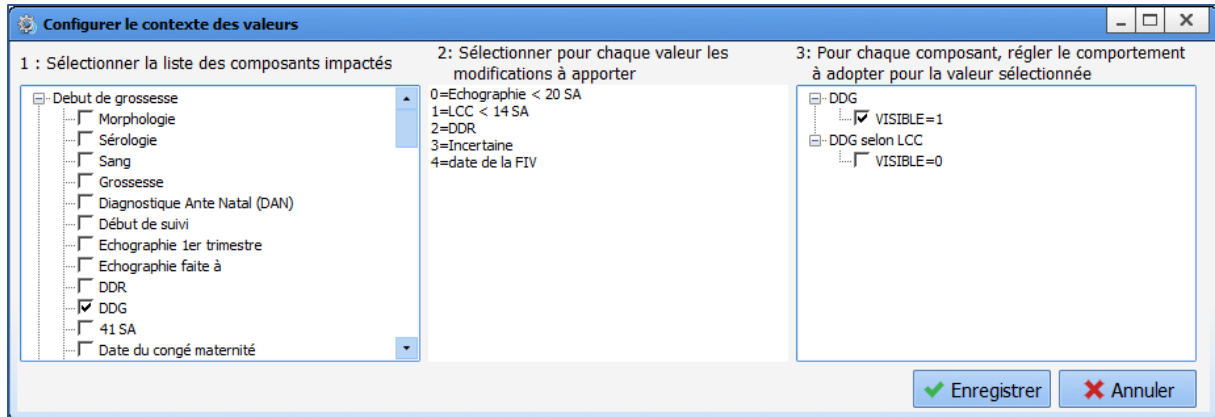 Configurer le contexte des valeurs
1 : Sélectionner la liste des composants impactés
Debut de grossesse
Morphologie
Sérologie
Sang
Grossesse
Diagnostique Ante Natal (DAN)
Début de suivi
Echographie 1er trimestre
Echographie faite à
DDR
DDG
41 SA
Date du congé maternité
2: Sélectionner pour chaque valeur les
modifications à apporter
0=Echographie < 20 SA
1=LCC < 14 SA
2=DDR
3=Incertaine
4=date de la FIV
3: Pour chaque composant, régler le comportement
à adopter pour la valeur sélectionnée
DDG
VISIBLE=1
DDG selon LCC
VISIBLE=0
Enregistrer
Annuler